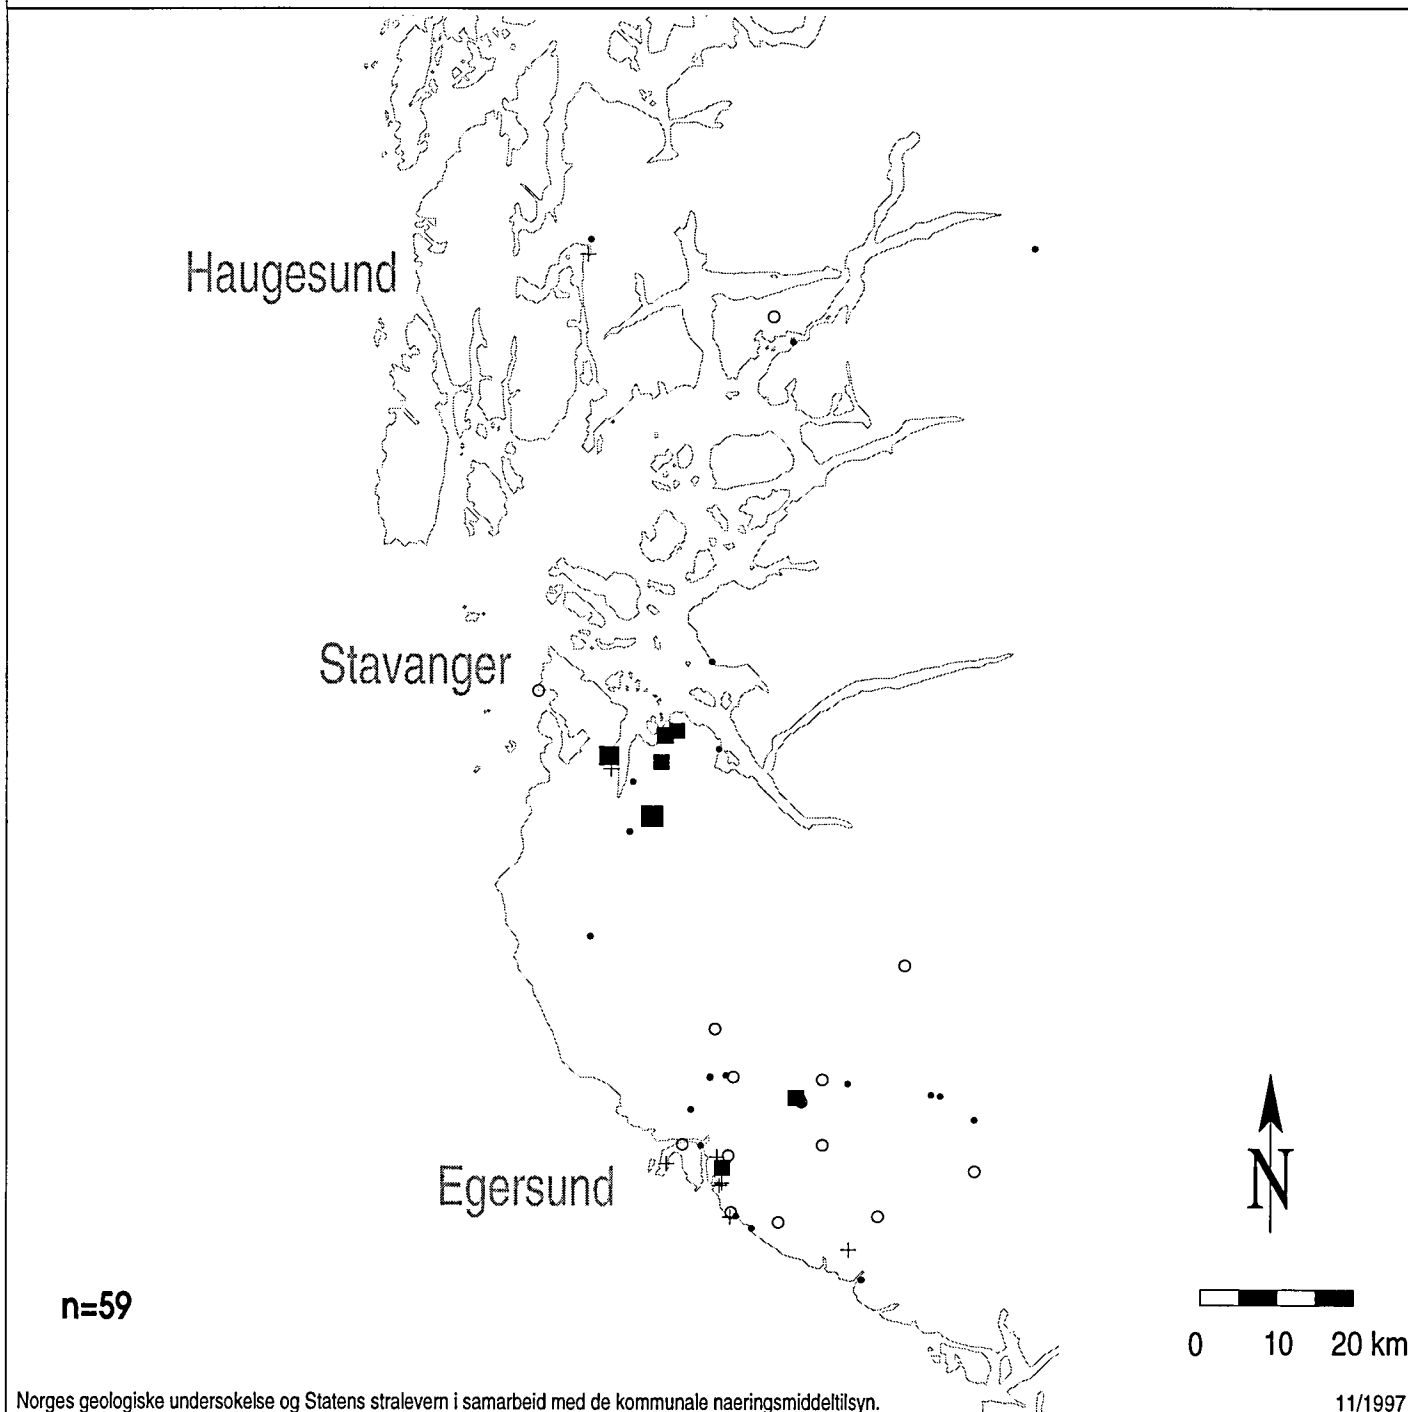 Haugesund
Stavanger
Egersund
N
n=59
0 10 20 km
Norges geologiske undersokelse og Statens stralevern i samarbeid med de kommunale naeringsmiddeltilsyn. 11/1997